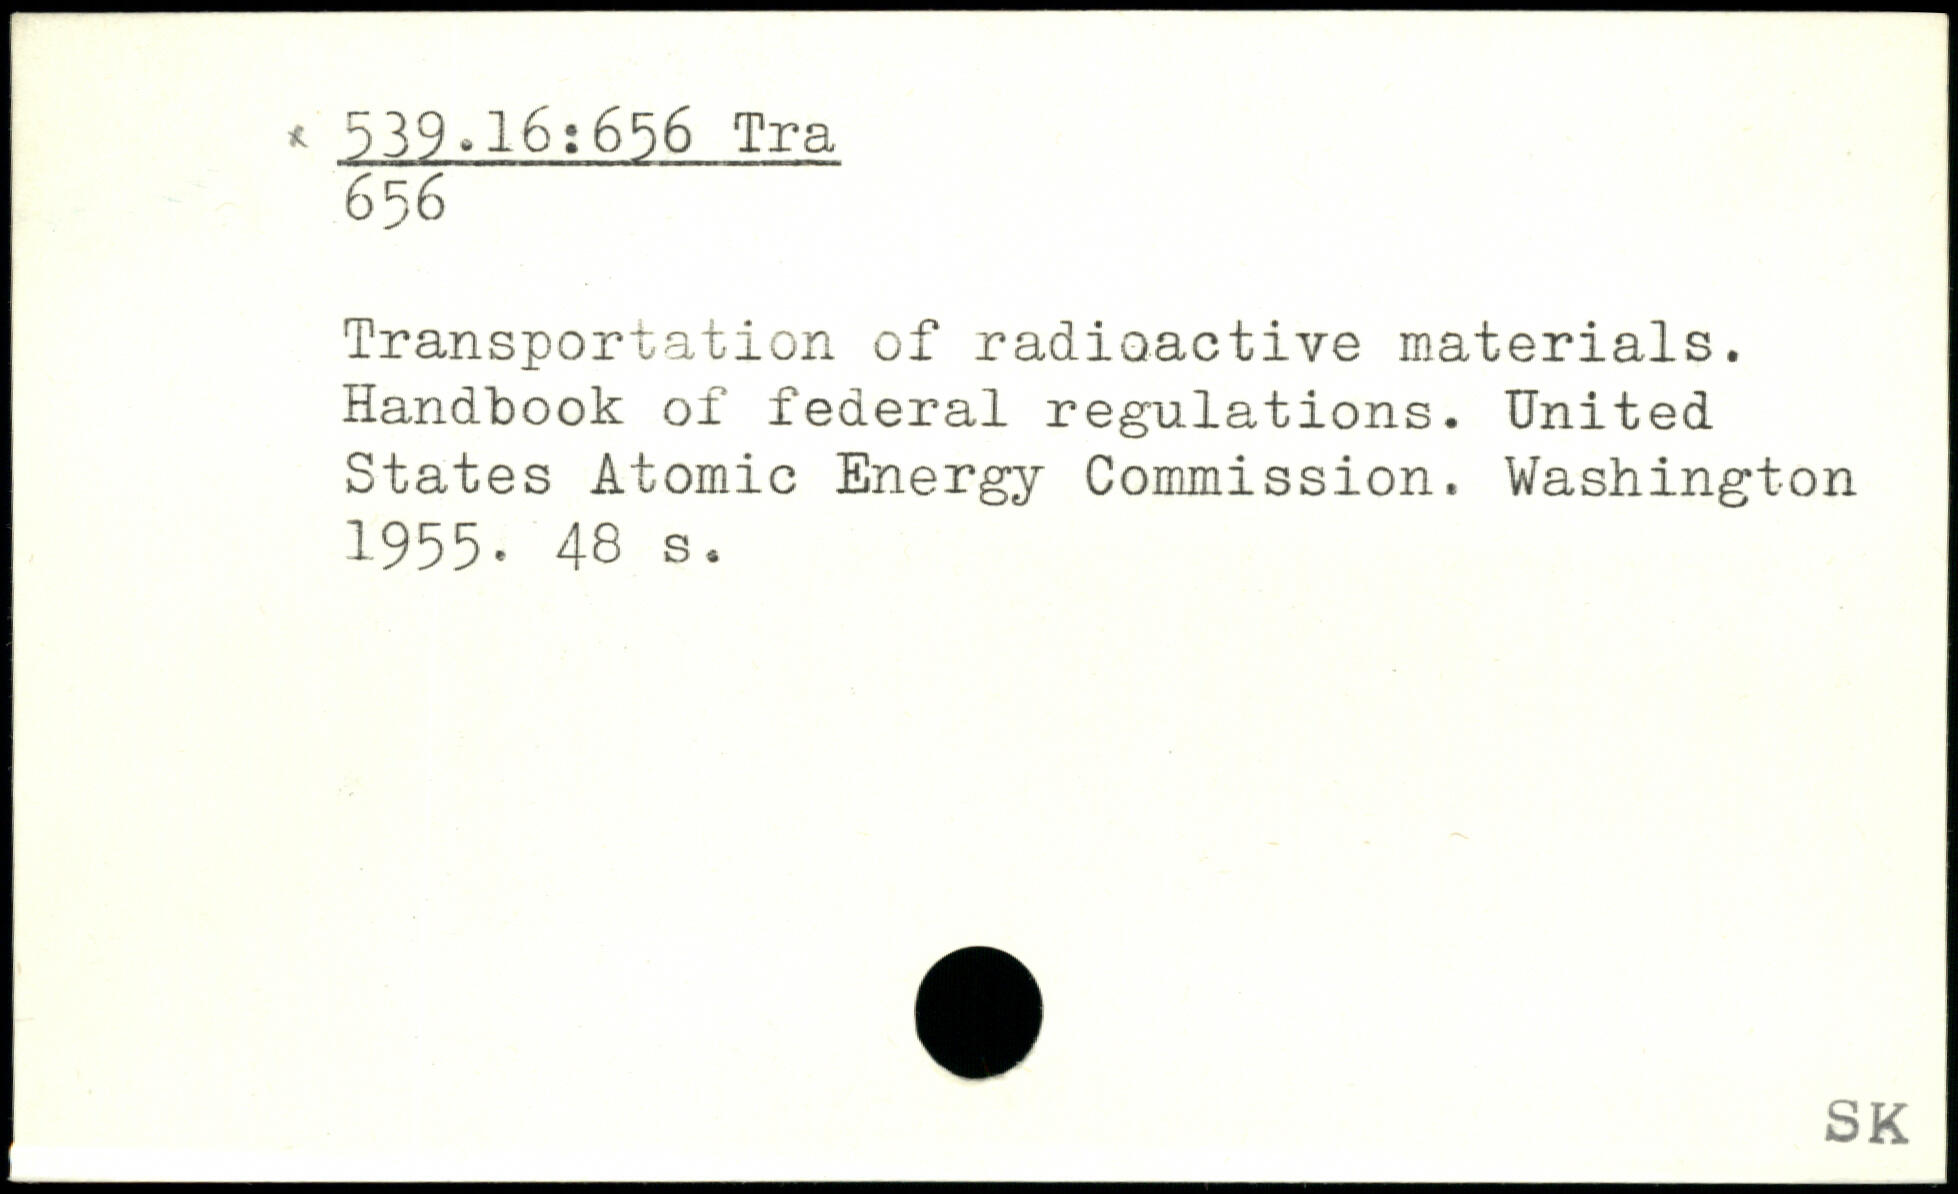 x 539.16:656 Tra
656
Transportation of radioactive materials.
Handbook of federal regulations. United
States Atomic Energy Commission. Washington
1955. 48 s.
SK